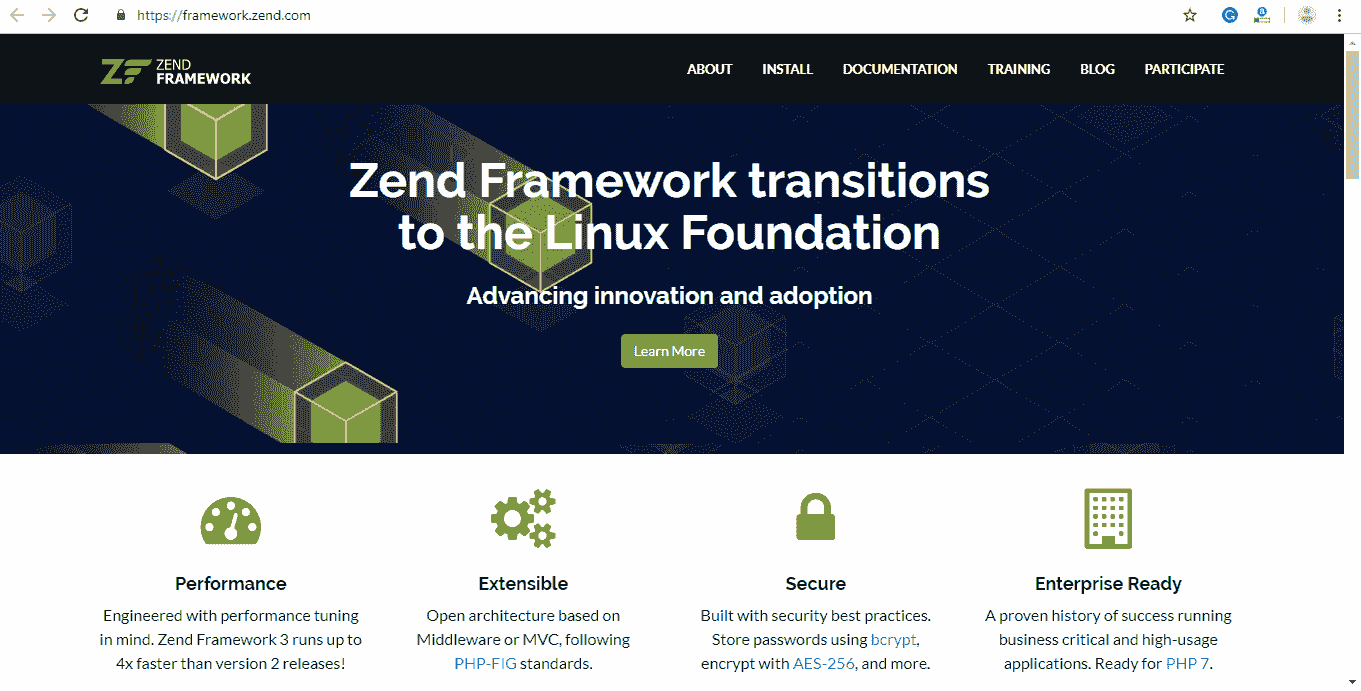 https://framework.zend.com
ZEND
FRAMEWORK
ABOUT INSTALL DOCUMENTATION TRAINING BLOG PARTICIPATE
Zend Framework transitions
to the Linux Foundation
Advancing innovation and adoption
Learn More
Performance
Engineered with performance tuning
in mind. Zend Framework 3 runs up to
4x faster than version 2 releases!
Extensible
Open architecture based on
Middleware or MVC, following
PHP-FIG standards.
Secure
Built with security best practices.
Store passwords using bcrypt,
encrypt with AES-256, and more.
Enterprise Ready
A proven history of success running
business critical and high-usage
applications. Ready for PHP 7.